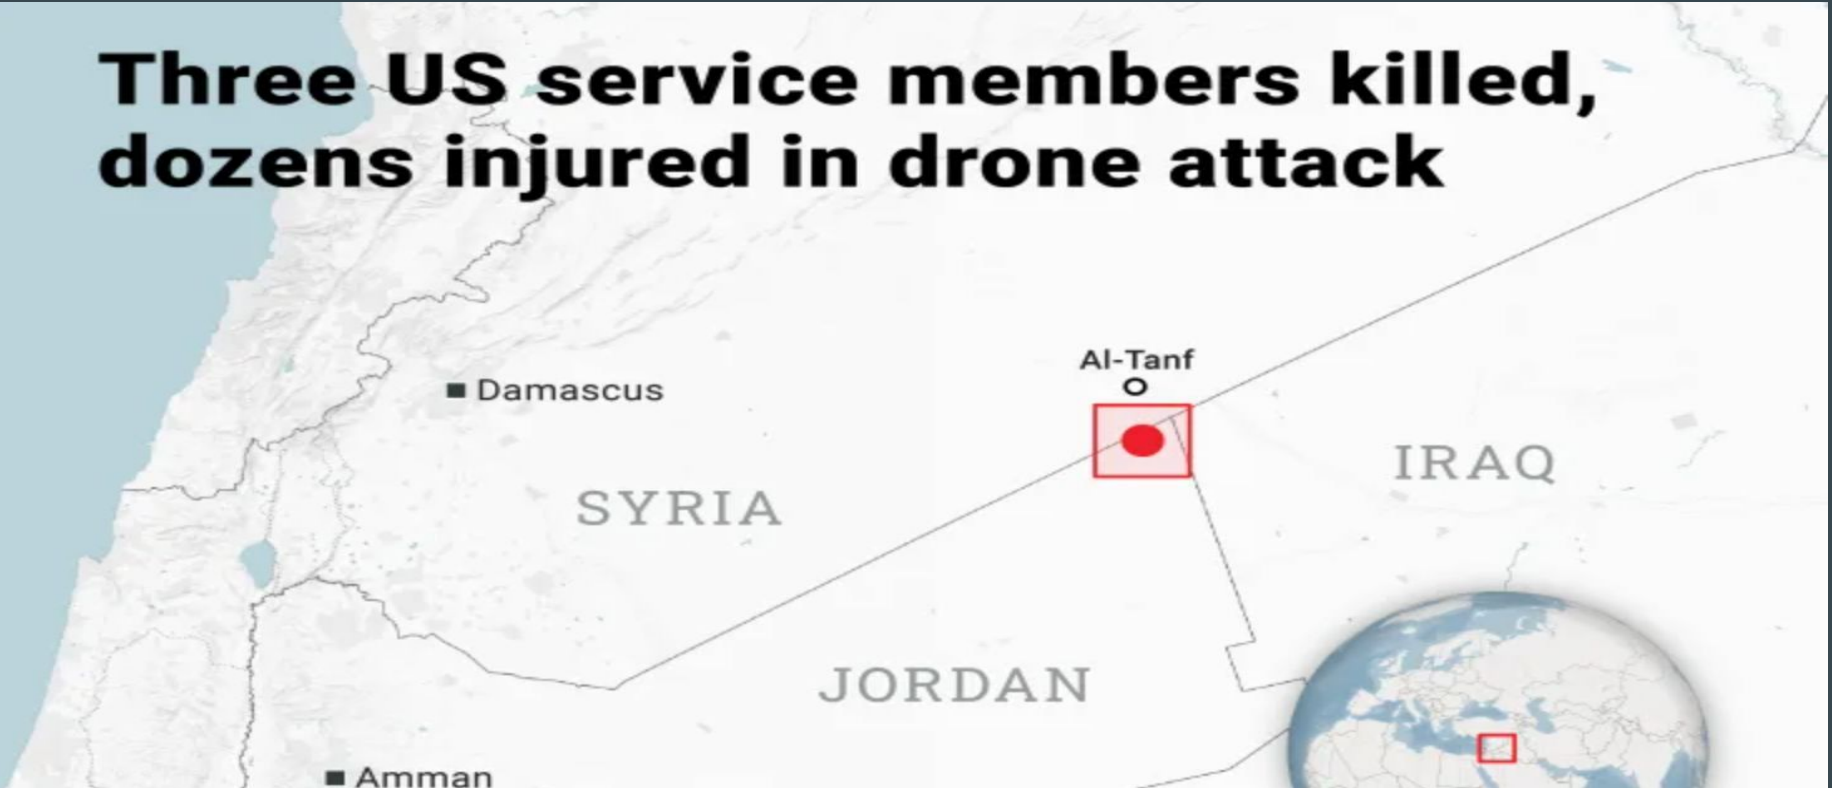 Three US service members killed,
dozens injured in drone attack
Al-Tanf
Damascus
IRAQ
SYRIA
JORDAN
Amman